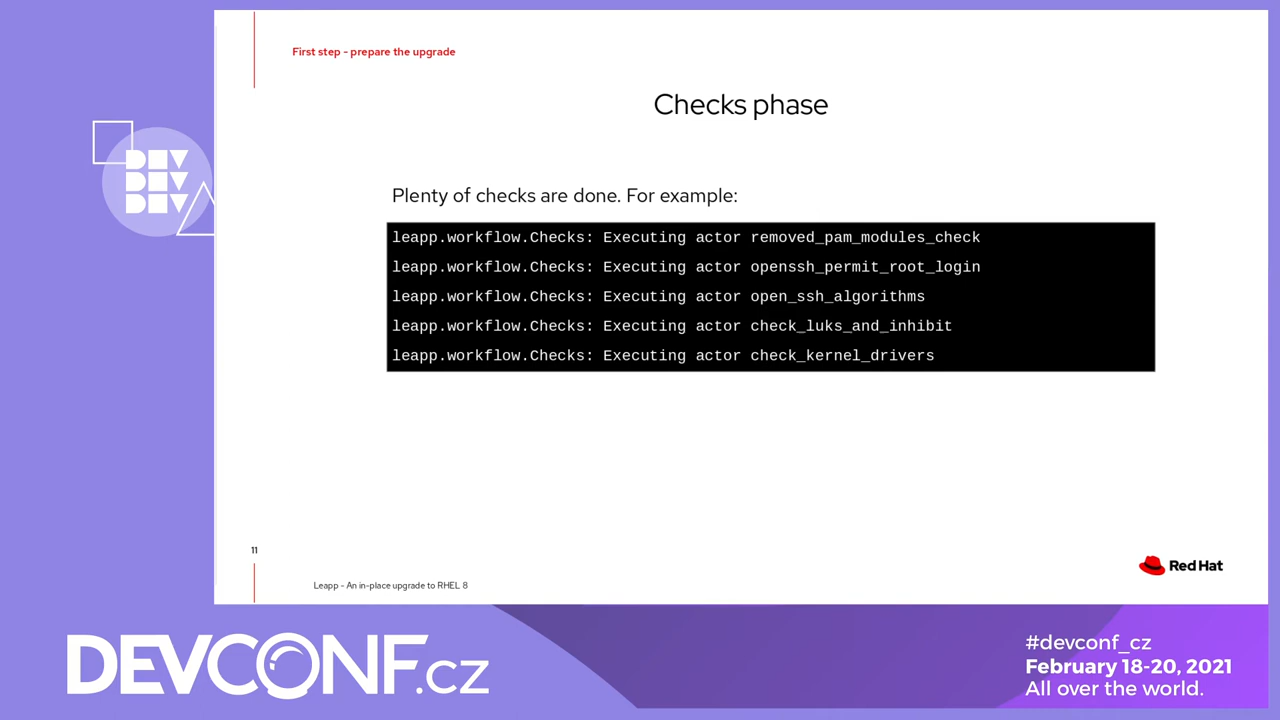 First step - prepare the upgrade
Checks phase
DEV
DEV
DEV
Plenty of checks are done. For example:
leapp.workflow.Checks: Executing actor removed_pam_modules_check
leapp.workflow.Checks: Executing actor openssh_permit_root_login
leapp.workflow.Checks: Executing actor open_ssh_algorithms
leapp.workflow.Checks: Executing actor check_luks_and_inhibit
leapp.workflow.Checks: Executing actor check_kernel_drivers
11
Red Hat
Leapp - An in-place upgrade to RHEL 8
DEVCONF.cz
#devconf_cz
February 18-20, 2021
All over the world.